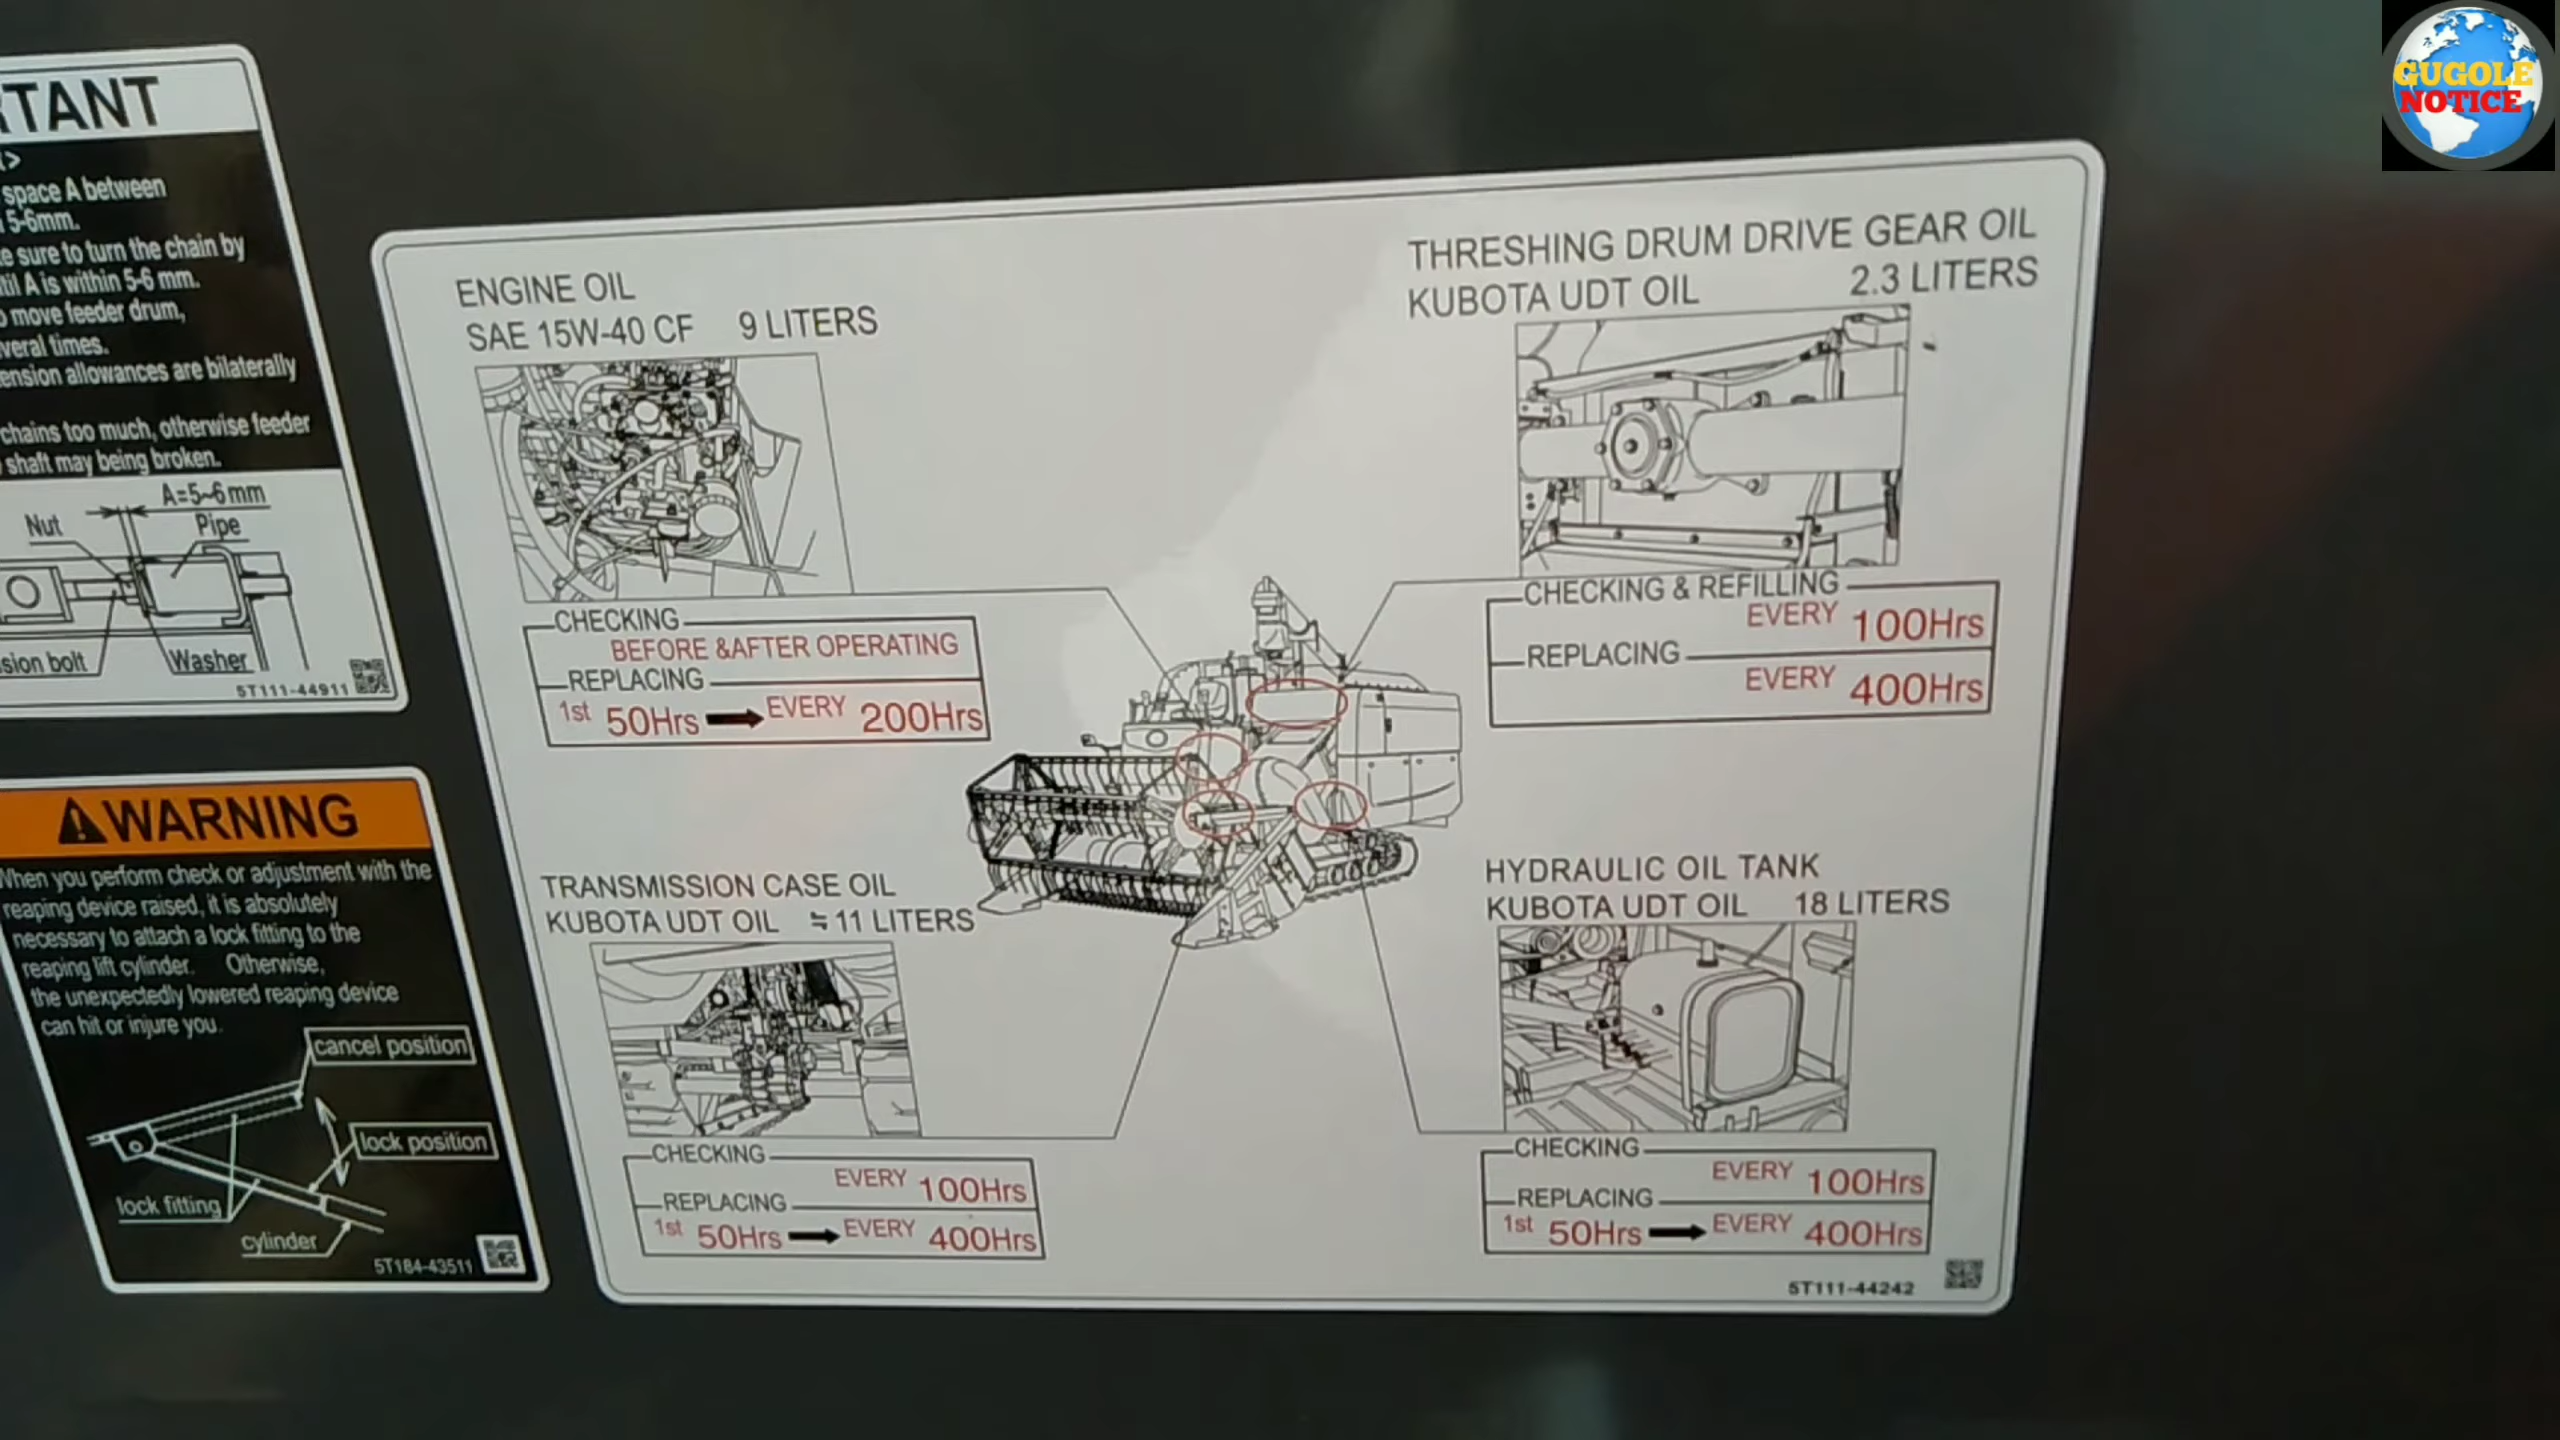 GUGOLE
NOTICE
TANT
space A between
5-6mm.
sure to turn the chain by
A is within 5-6 mm.
move feeder drum,
times.
allowances are bilaterally
chains too much, otherwise feeder
shaft may being broken.
A=5~6mm
Nut
Pipe
bolt
Washer
5T111-44911
WARNING
When you perform check or adjustment with the
reaping device raised, it is absolutely
necessary to attach a lock fitting to the
reaping lift cylinder. Otherwise,
the unexpectedly lowered reaping device
can hit or injure you.
cancel position
lock position
lock fitting
cylinder
5T184-43511
ENGINE OIL
SAE 15W-40 CF 9 LITERS
CHECKING
BEFORE &AFTER OPERATING
REPLACING
1st 50Hrs → EVERY 200Hrs
THRESHING DRUM DRIVE GEAR OIL
KUBOTA UDT OIL 2.3 LITERS
CHECKING & REFILLING
EVERY 100Hrs
REPLACING
EVERY 400Hrs
TRANSMISSION CASE OIL
KUBOTA UDT OIL ≒11 LITERS
CHECKING
EVERY 100Hrs
REPLACING
1st 50Hrs → EVERY 400Hrs
HYDRAULIC OIL TANK
KUBOTA UDT OIL 18 LITERS
CHECKING
EVERY 100Hrs
REPLACING
1st 50Hrs → EVERY 400Hrs
5T111-44242